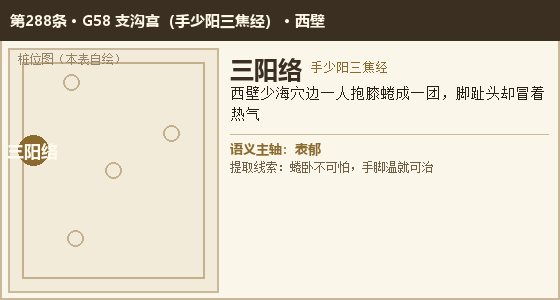 第288条・G58 支沟宫（手少阳三焦经）・西壁
桩位图（本表自绘）
三阳络
三阳络 手少阳三焦经
西壁少海穴边一人抱膝蜷成一团，脚趾头却冒着
热气
语义主轴：表郁
提取线索：蜷卧不可怕，手脚温就可治